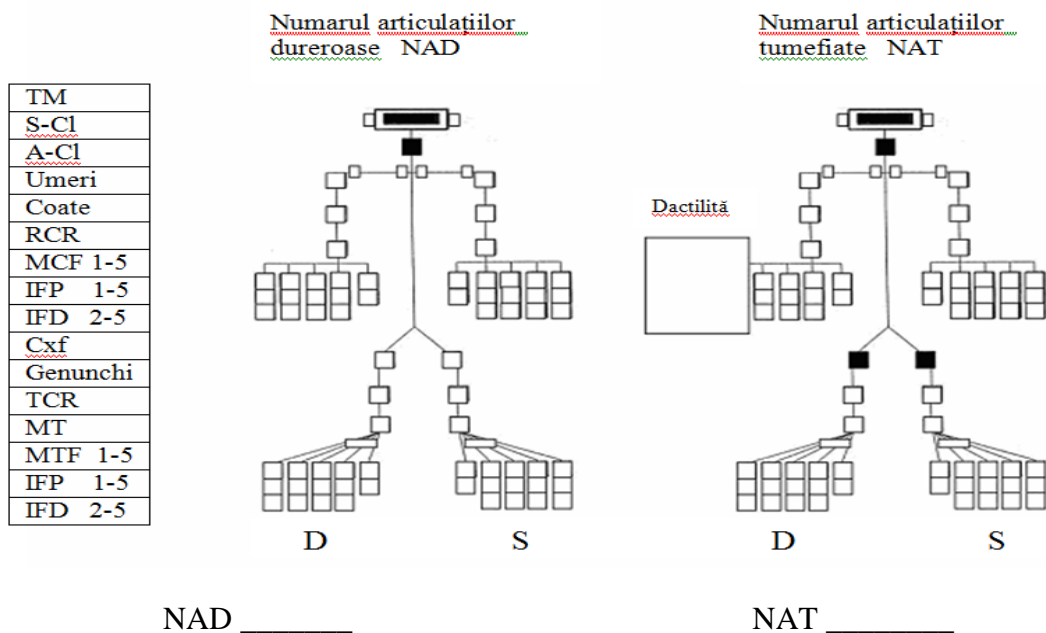 Numarul articulațiilor
dureroase NAD
Numarul articulațiilor
tumefiate NAT
TM
S-Cl
A-Cl
Umeri
Coate
RCR
MCF 1-5
IFP 1-5
IFD 2-5
Cxf
Genunchi
TCR
MT
MTF 1-5
IFP 1-5
IFD 2-5
Dactilită
D S
D S
NAD _______
NAT ________